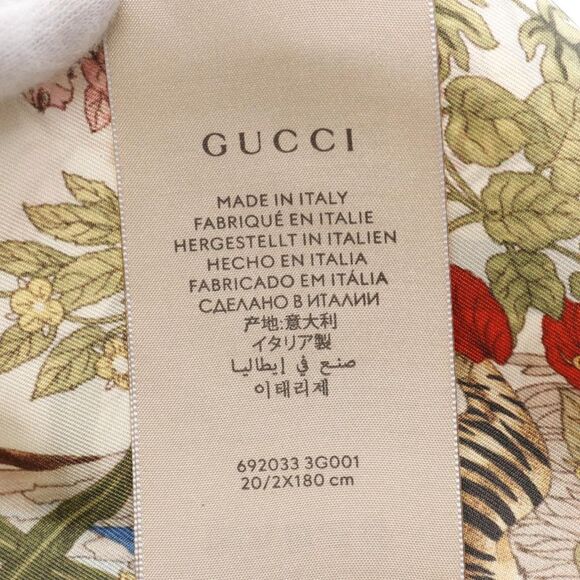 GUCCI
MADE IN ITALY
FABRIQUÉ EN ITALIE
HERGESTELLT IN ITALIEN
HECHO EN ITALIA
FABRICADO EM ITÁLIA
СДЕЛАНО В ИТАЛИИ
产地:意大利
イタリア製
صنع في إيطاليا
이태리제
692033 3G001
20/2X180 cm